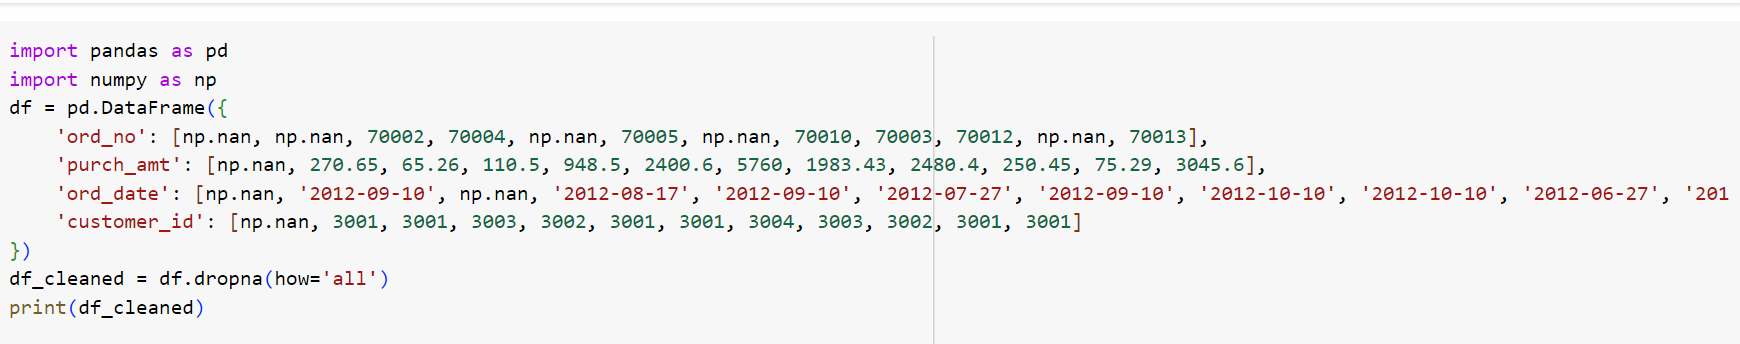 import pandas as pd
import numpy as np
df = pd.DataFrame({
    'ord_no': [np.nan, np.nan, 70002, 70004, np.nan, 70005, np.nan, 70010, 70003, 70012, np.nan, 70013],
    'purch_amt': [np.nan, 270.65, 65.26, 110.5, 948.5, 2400.6, 5760, 1983.43, 2480.4, 250.45, 75.29, 3045.6],
    'ord_date': [np.nan, '2012-09-10', np.nan, '2012-08-17', '2012-09-10', '2012-07-27', '2012-09-10', '2012-10-10', '2012-10-10', '2012-06-27', '201
    'customer_id': [np.nan, 3001, 3001, 3003, 3002, 3001, 3001, 3004, 3003, 3002, 3001, 3001]
})
df_cleaned = df.dropna(how='all')
print(df_cleaned)